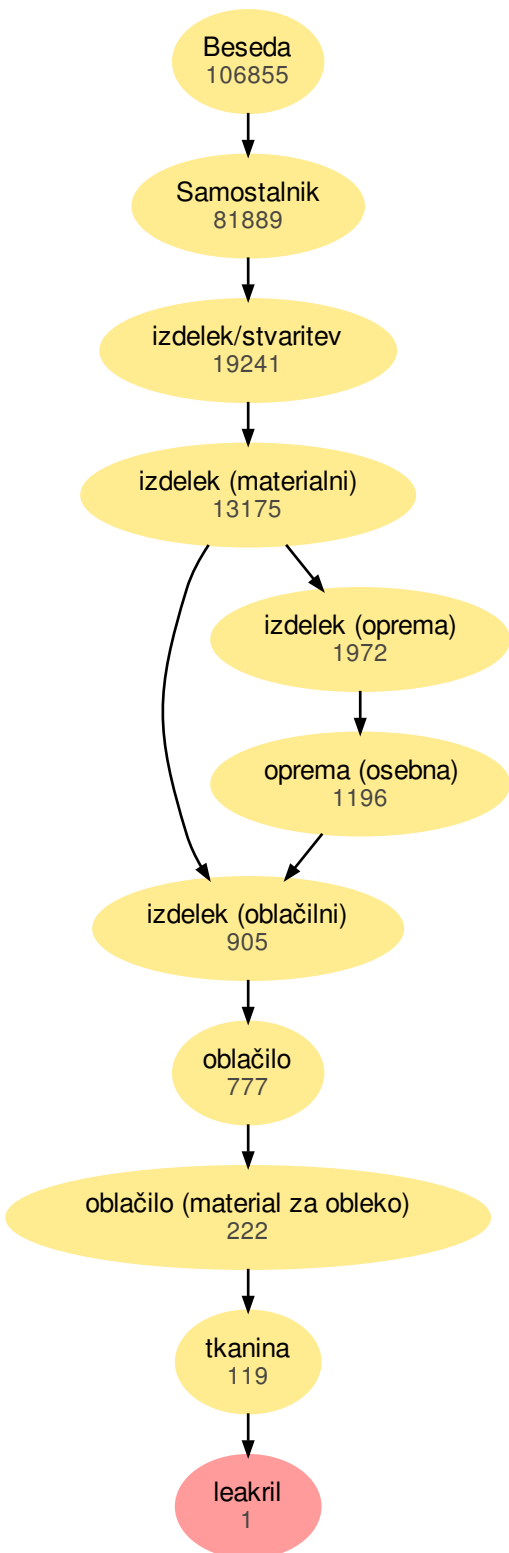 Beseda
106855
Samostalnik
81889
izdelek/stvaritev
19241
izdelek (materialni)
13175
izdelek (oprema)
1972
oprema (osebna)
1196
izdelek (oblačilni)
905
oblačilo
777
oblačilo (material za obleko)
222
tkanina
119
leakril
1